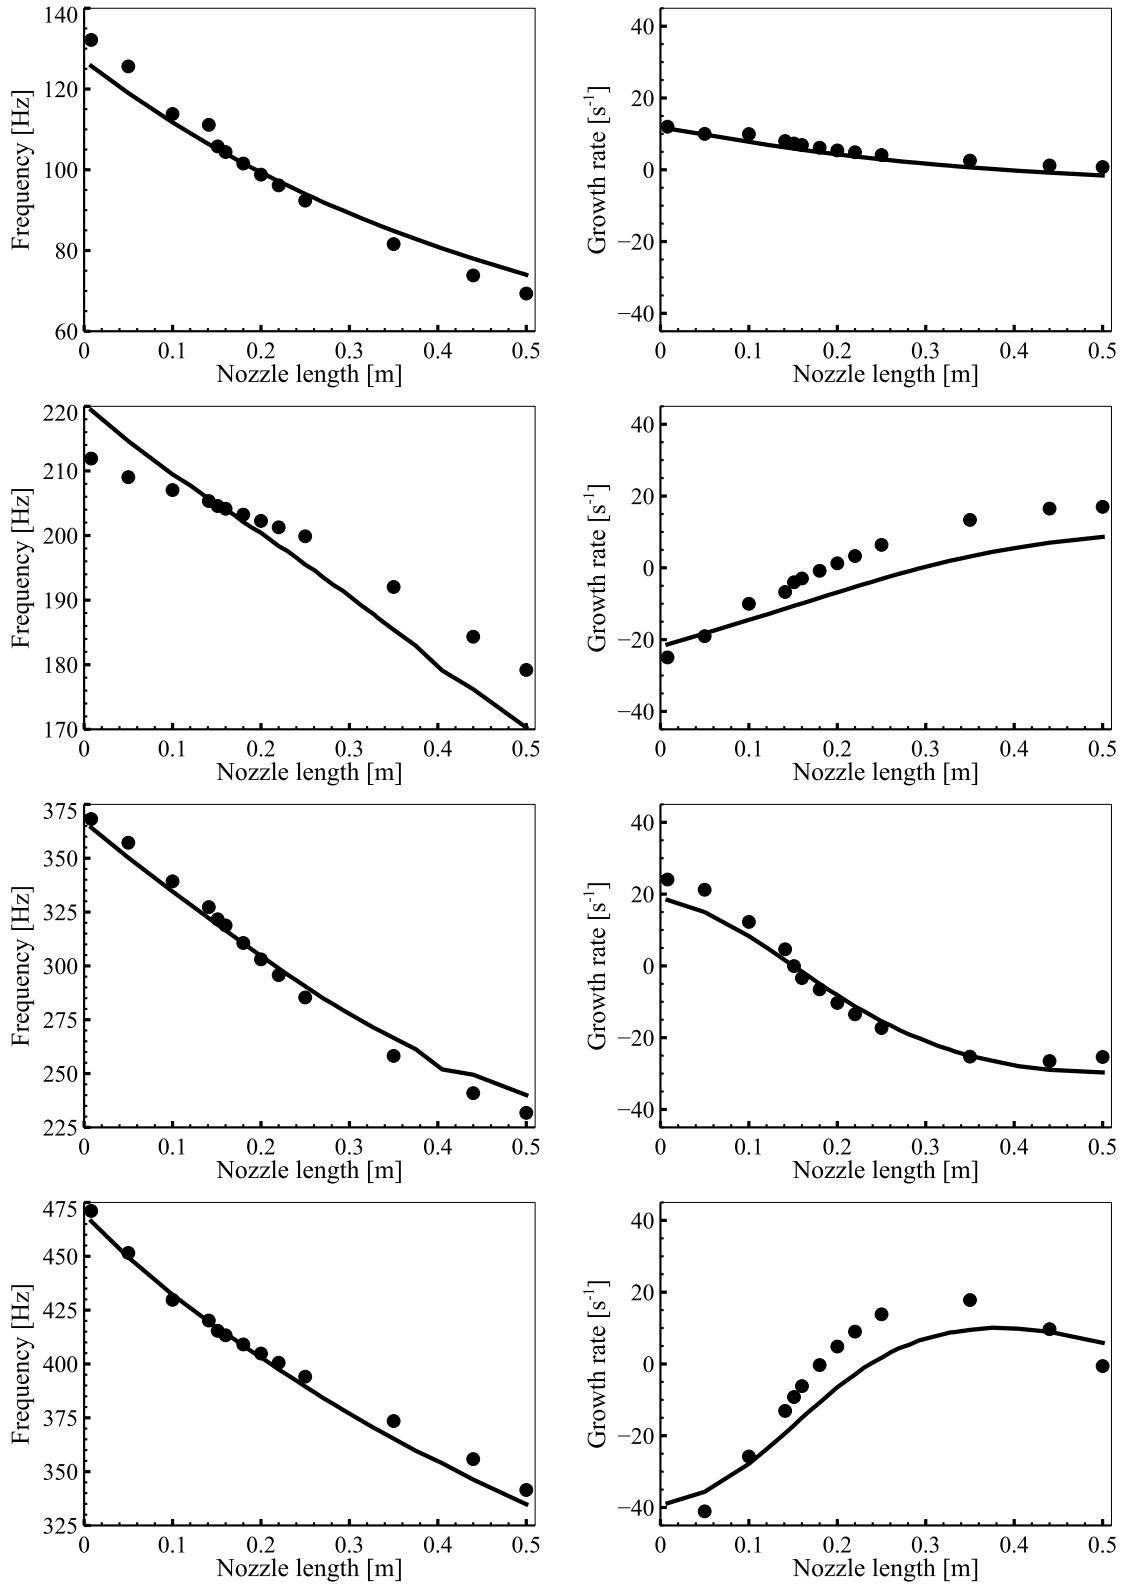 140
120
100
80
60
Frequency [Hz]
0 0.1 0.2 0.3 0.4 0.5
Nozzle length [m]
40
20
0
−20
−40
Growth rate [s⁻¹]
0 0.1 0.2 0.3 0.4 0.5
Nozzle length [m]
220
210
200
190
180
170
Frequency [Hz]
0 0.1 0.2 0.3 0.4 0.5
Nozzle length [m]
40
20
0
−20
−40
Growth rate [s⁻¹]
0 0.1 0.2 0.3 0.4 0.5
Nozzle length [m]
375
350
325
300
275
250
225
Frequency [Hz]
0 0.1 0.2 0.3 0.4 0.5
Nozzle length [m]
40
20
0
−20
−40
Growth rate [s⁻¹]
0 0.1 0.2 0.3 0.4 0.5
Nozzle length [m]
475
450
425
400
375
350
325
Frequency [Hz]
0 0.1 0.2 0.3 0.4 0.5
Nozzle length [m]
40
20
0
−20
−40
Growth rate [s⁻¹]
0 0.1 0.2 0.3 0.4 0.5
Nozzle length [m]